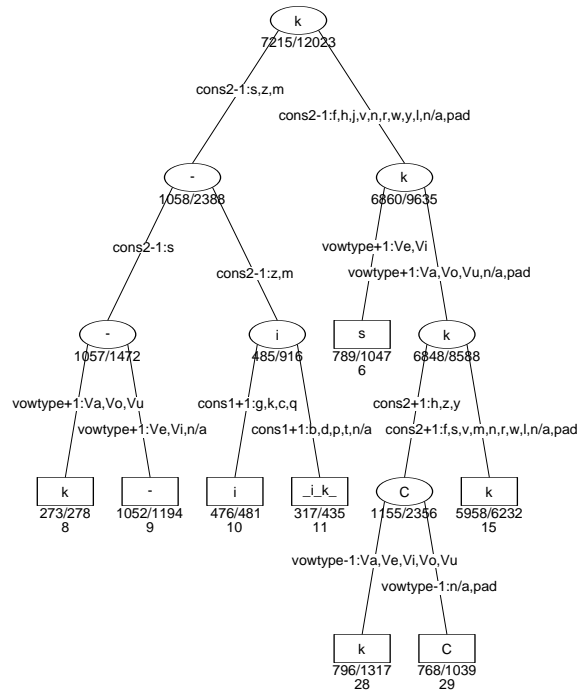 k
7215/12023
cons2-1:s,z,m
cons2-1:f,h,j,v,n,r,w,y,l,n/a,pad
-
1058/2388
k
6860/9635
cons2-1:s
cons2-1:z,m
vowtype+1:Ve,Vi
vowtype+1:Va,Vo,Vu,n/a,pad
-
1057/1472
i
485/916
s
789/1047
6
k
6848/8588
vowtype+1:Va,Vo,Vu
vowtype+1:Ve,Vi,n/a
cons1+1:g,k,c,q
cons1+1:b,d,p,t,n/a
cons2+1:h,z,y
cons2+1:f,s,v,m,n,r,w,l,n/a,pad
k
273/278
8
-
1052/1194
9
i
476/481
10
_i_k_
317/435
11
C
1155/2356
k
5958/6232
15
vowtype-1:Va,Ve,Vi,Vo,Vu
vowtype-1:n/a,pad
k
796/1317
28
C
768/1039
29